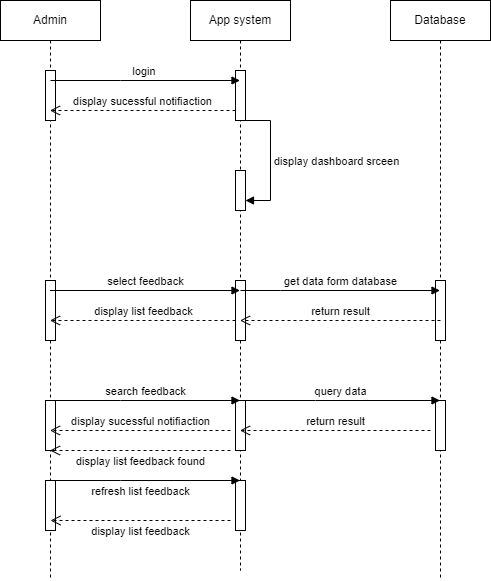 Admin
App system
Database
login
display sucessful notifiaction
display dashboard srceen
select feedback
get data form database
display list feedback
return result
search feedback
query data
display sucessful notifiaction
return result
display list feedback found
refresh list feedback
display list feedback